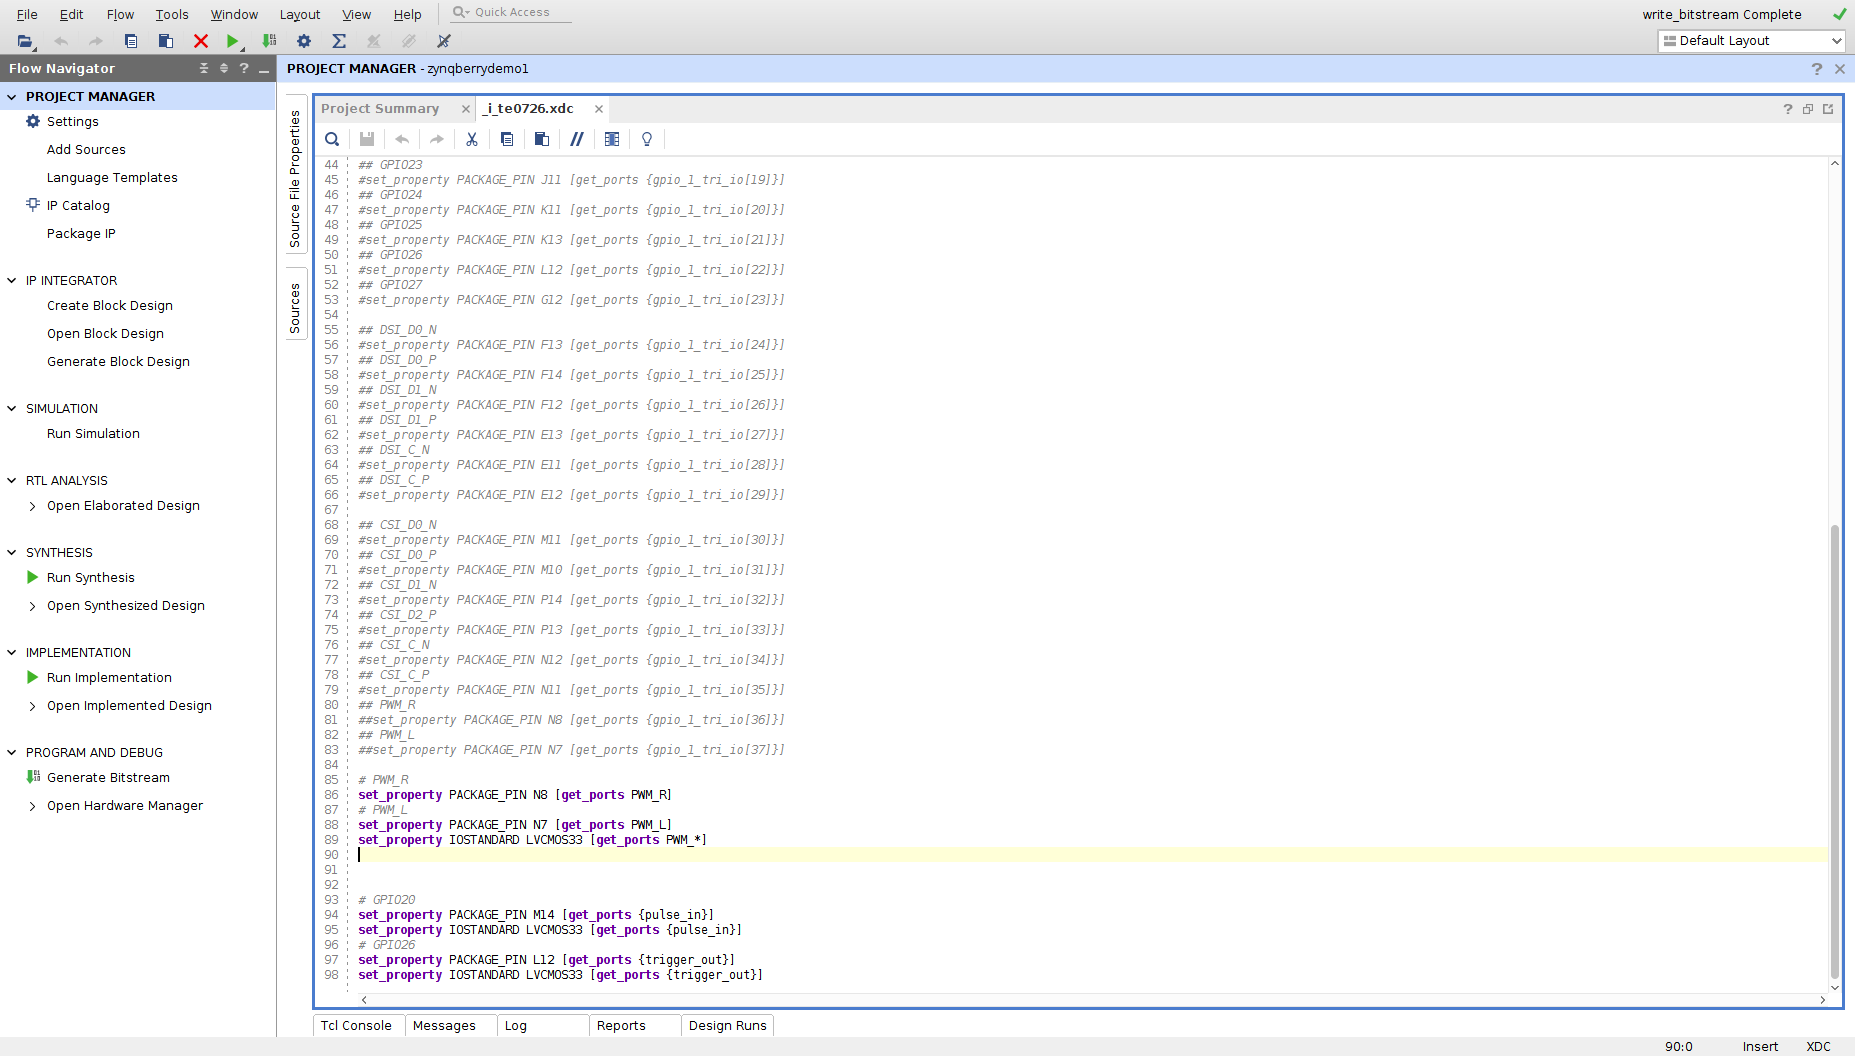 File Edit Flow Tools Window Layout View Help Quick Access write_bitstream Complete
Default Layout
Flow Navigator
PROJECT MANAGER
Settings
Add Sources
Language Templates
IP Catalog
Package IP
IP INTEGRATOR
Create Block Design
Open Block Design
Generate Block Design
SIMULATION
Run Simulation
RTL ANALYSIS
Open Elaborated Design
SYNTHESIS
Run Synthesis
Open Synthesized Design
IMPLEMENTATION
Run Implementation
Open Implemented Design
PROGRAM AND DEBUG
Generate Bitstream
Open Hardware Manager
PROJECT MANAGER - zynqberrydemo1
Source File Properties
Sources
Project Summary _i_te0726.xdc
44 ## GPIO23
45 #set_property PACKAGE_PIN J11 [get_ports {gpio_1_tri_io[19]}]
46 ## GPIO24
47 #set_property PACKAGE_PIN K11 [get_ports {gpio_1_tri_io[20]}]
48 ## GPIO25
49 #set_property PACKAGE_PIN K13 [get_ports {gpio_1_tri_io[21]}]
50 ## GPIO26
51 #set_property PACKAGE_PIN L12 [get_ports {gpio_1_tri_io[22]}]
52 ## GPIO27
53 #set_property PACKAGE_PIN G12 [get_ports {gpio_1_tri_io[23]}]
54
55 ## DSI_D0_N
56 #set_property PACKAGE_PIN F13 [get_ports {gpio_1_tri_io[24]}]
57 ## DSI_D0_P
58 #set_property PACKAGE_PIN F14 [get_ports {gpio_1_tri_io[25]}]
59 ## DSI_D1_N
60 #set_property PACKAGE_PIN F12 [get_ports {gpio_1_tri_io[26]}]
61 ## DSI_D1_P
62 #set_property PACKAGE_PIN E13 [get_ports {gpio_1_tri_io[27]}]
63 ## DSI_C_N
64 #set_property PACKAGE_PIN E11 [get_ports {gpio_1_tri_io[28]}]
65 ## DSI_C_P
66 #set_property PACKAGE_PIN E12 [get_ports {gpio_1_tri_io[29]}]
67
68 ## CSI_D0_N
69 #set_property PACKAGE_PIN M11 [get_ports {gpio_1_tri_io[30]}]
70 ## CSI_D0_P
71 #set_property PACKAGE_PIN M10 [get_ports {gpio_1_tri_io[31]}]
72 ## CSI_D1_N
73 #set_property PACKAGE_PIN P14 [get_ports {gpio_1_tri_io[32]}]
74 ## CSI_D2_P
75 #set_property PACKAGE_PIN P13 [get_ports {gpio_1_tri_io[33]}]
76 ## CSI_C_N
77 #set_property PACKAGE_PIN N12 [get_ports {gpio_1_tri_io[34]}]
78 ## CSI_C_P
79 #set_property PACKAGE_PIN N11 [get_ports {gpio_1_tri_io[35]}]
80 ## PWM_R
81 ##set_property PACKAGE_PIN N8 [get_ports {gpio_1_tri_io[36]}]
82 ## PWM_L
83 ##set_property PACKAGE_PIN N7 [get_ports {gpio_1_tri_io[37]}]
84
85 # PWM_R
86 set_property PACKAGE_PIN N8 [get_ports PWM_R]
87 # PWM_L
88 set_property PACKAGE_PIN N7 [get_ports PWM_L]
89 set_property IOSTANDARD LVCMOS33 [get_ports PWM_*]
90
91
92
93 # GPIO20
94 set_property PACKAGE_PIN M14 [get_ports {pulse_in}]
95 set_property IOSTANDARD LVCMOS33 [get_ports {pulse_in}]
96 # GPIO26
97 set_property PACKAGE_PIN L12 [get_ports {trigger_out}]
98 set_property IOSTANDARD LVCMOS33 [get_ports {trigger_out}]
Tcl Console Messages Log Reports Design Runs
90:0 Insert XDC